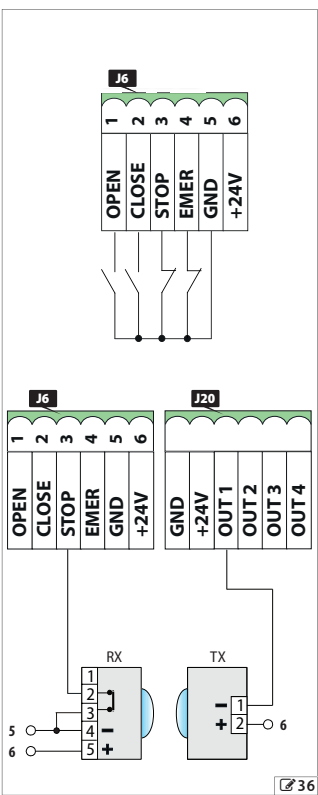 J6
1 2 3 4 5 6
OPEN CLOSE STOP EMER GND +24V
J6
J20
1 2 3 4 5 6
OPEN CLOSE STOP EMER GND +24V
GND +24V OUT 1 OUT 2 OUT 3 OUT 4
RX
TX
1
2
3
5 4 −
6 5 +
− 1
+ 2 6
36